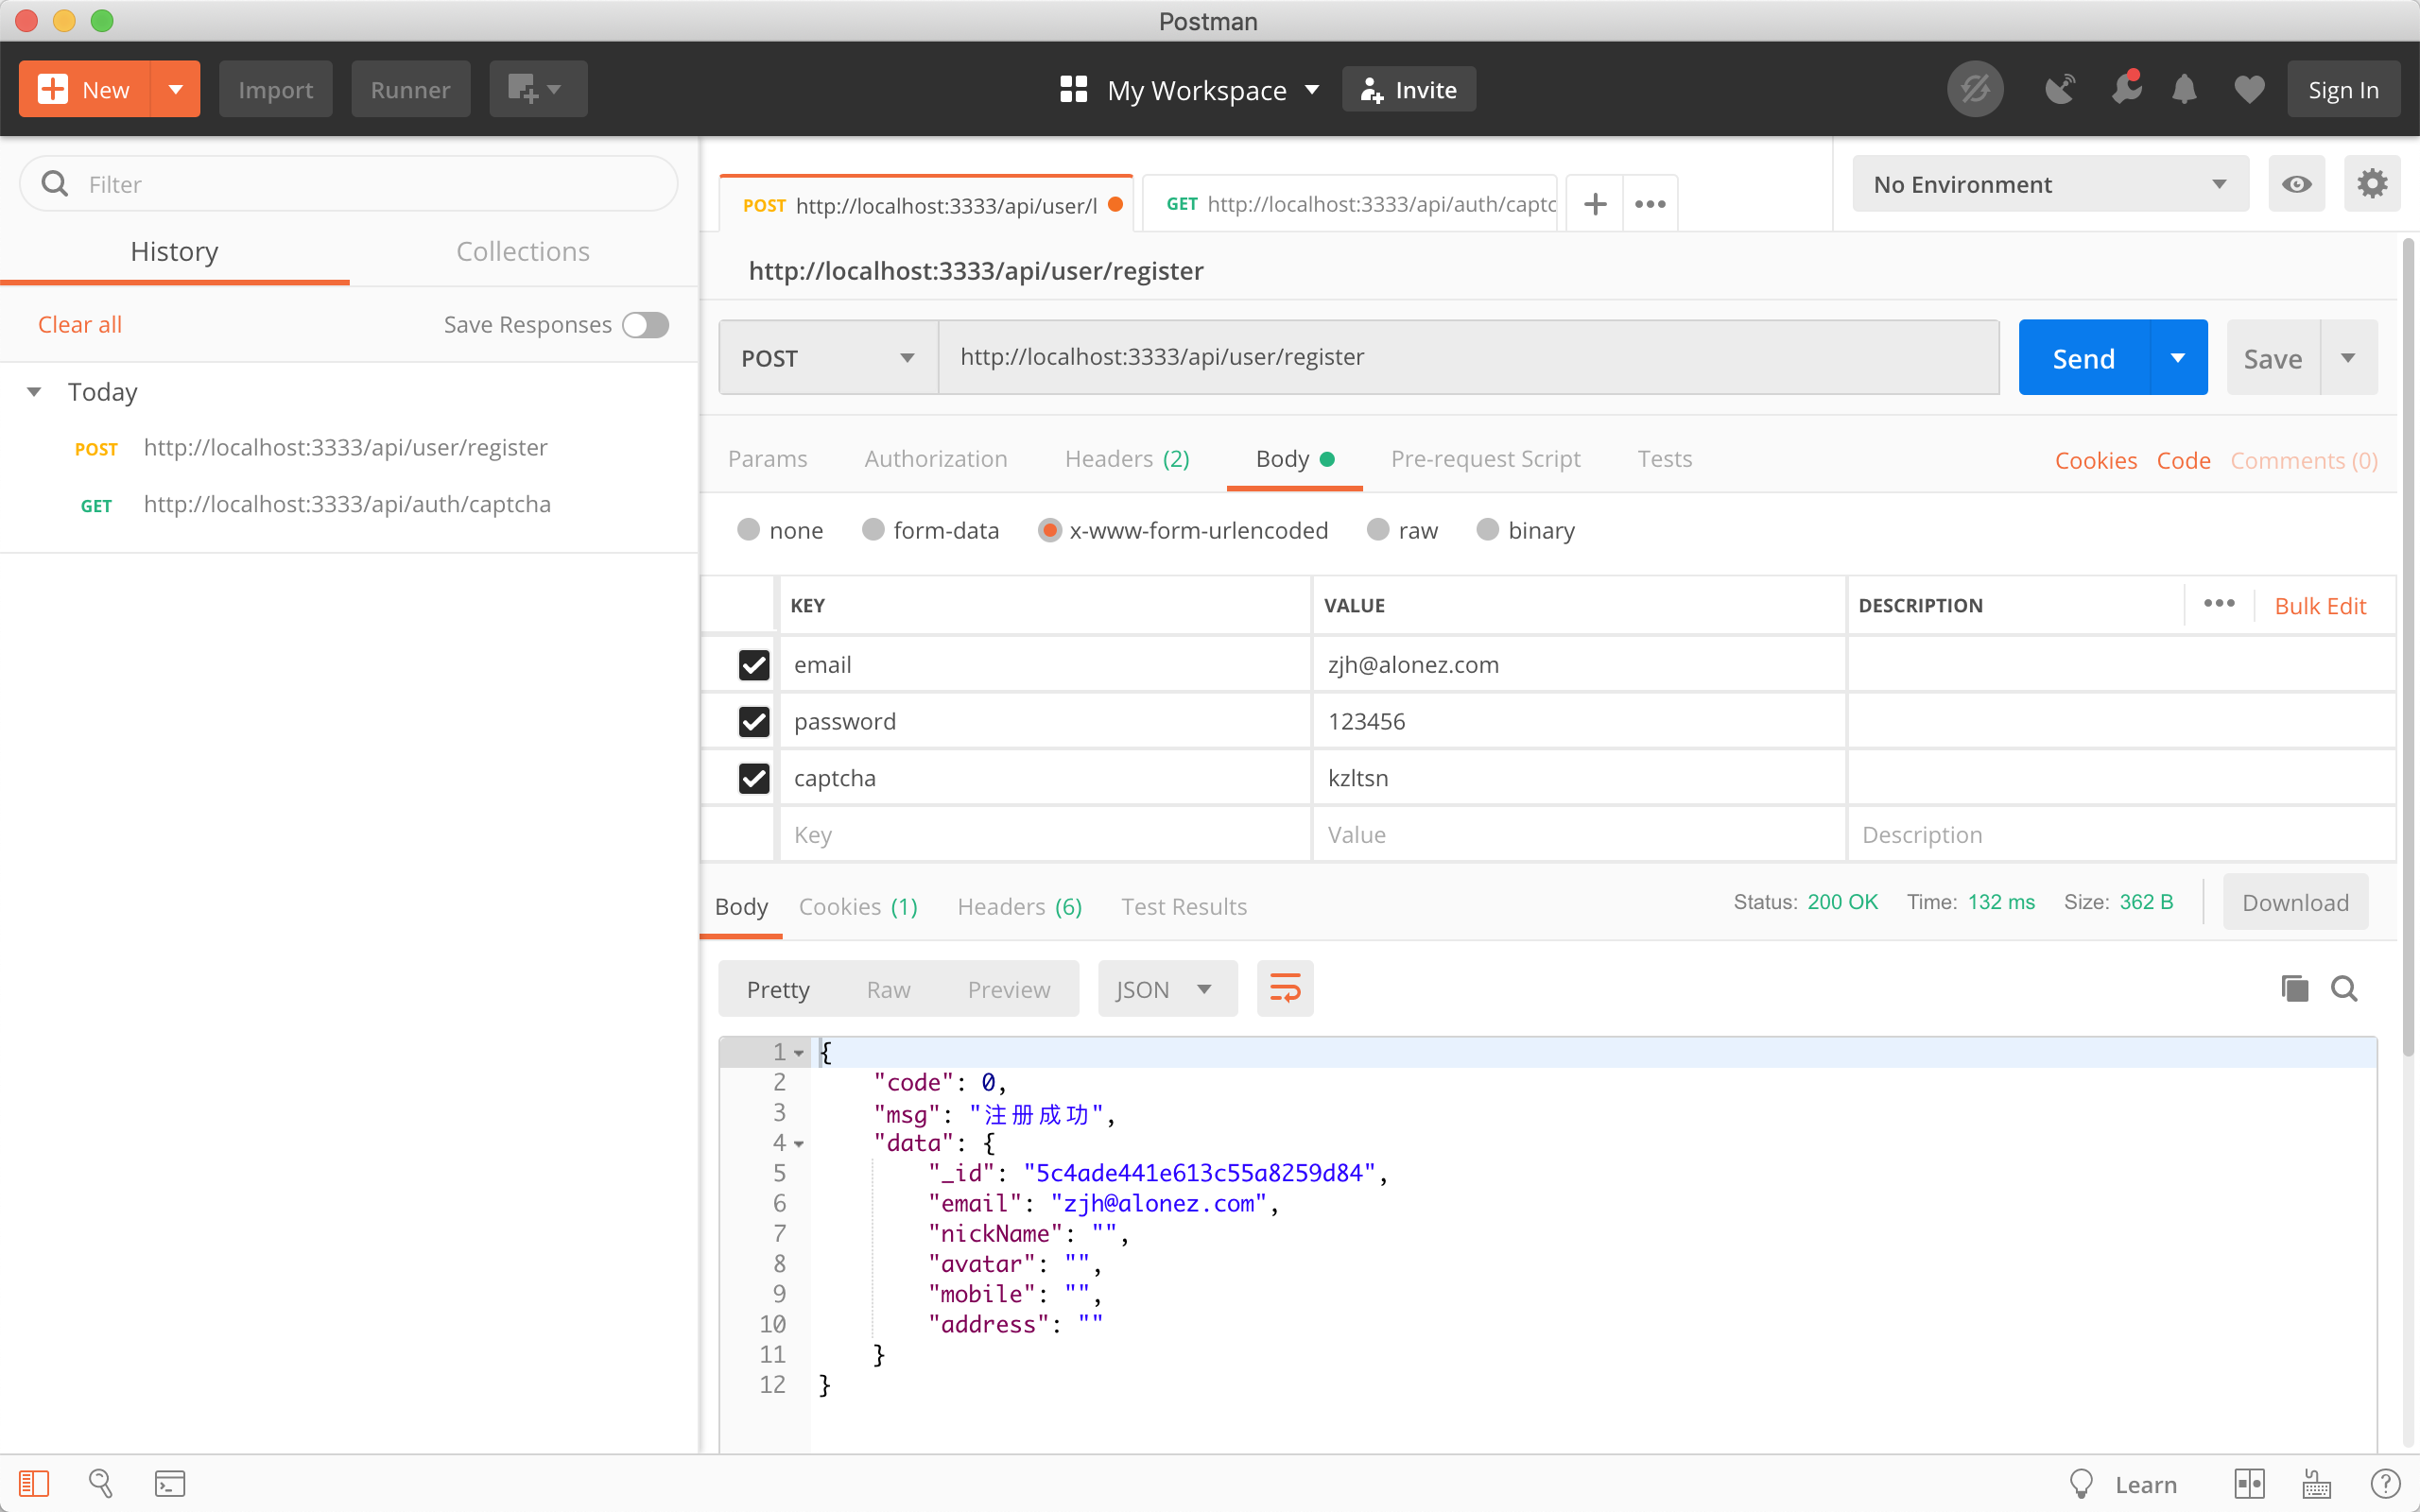 Postman
New
Import
Runner
My Workspace
Invite
Sign In
Filter
History
Collections
Clear all
Save Responses
Today
POST http://localhost:3333/api/user/register
GET http://localhost:3333/api/auth/captcha
POST http://localhost:3333/api/user/l
GET http://localhost:3333/api/auth/captc
No Environment
http://localhost:3333/api/user/register
POST
http://localhost:3333/api/user/register
Send
Save
Params
Authorization
Headers (2)
Body
Pre-request Script
Tests
Cookies
Code
Comments (0)
none
form-data
x-www-form-urlencoded
raw
binary
KEY VALUE DESCRIPTION Bulk Edit
email zjh@alonez.com
password 123456
captcha kzltsn
Key Value Description
Body
Cookies (1)
Headers (6)
Test Results
Status: 200 OK
Time: 132 ms
Size: 362 B
Download
Pretty
Raw
Preview
JSON
1 {
2 "code": 0,
3 "msg": "注册成功",
4 "data": {
5 "_id": "5c4ade441e613c55a8259d84",
6 "email": "zjh@alonez.com",
7 "nickName": "",
8 "avatar": "",
9 "mobile": "",
10 "address": ""
11 }
12 }
Learn